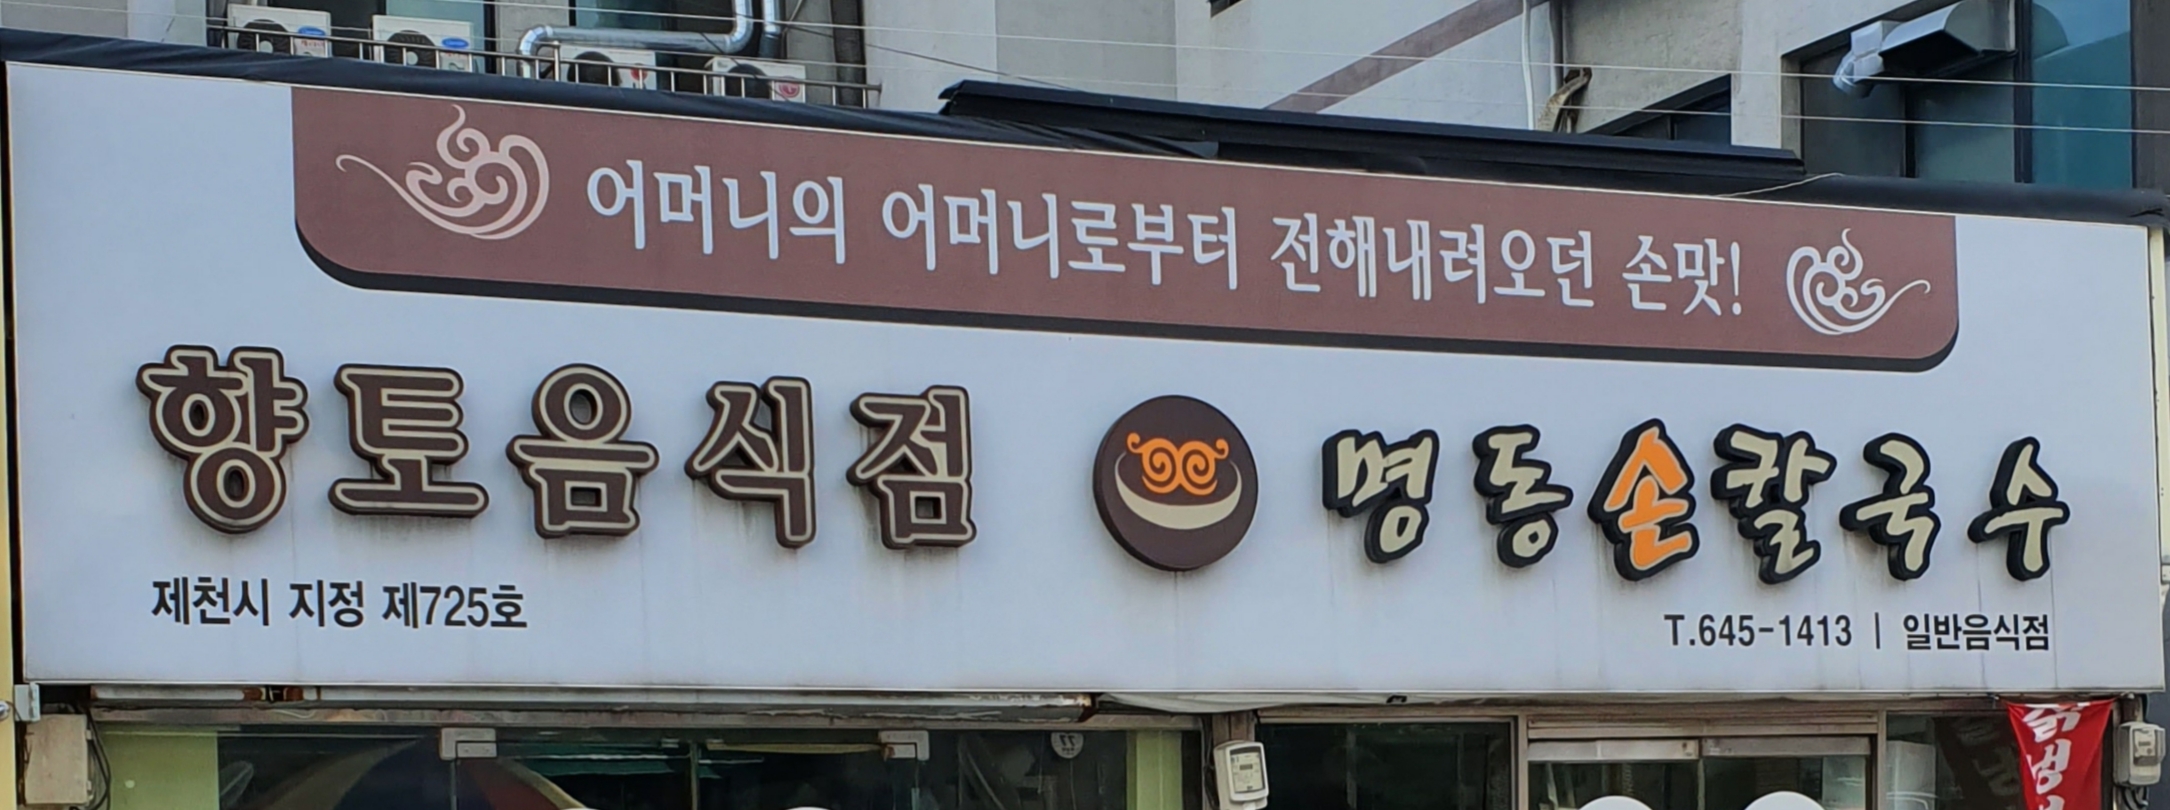 어머니의 어머니로부터 전해내려오던 손맛!
향토음식점 명동손칼국수
제천시 지정 제725호
T.645-1413 | 일반음식점
77